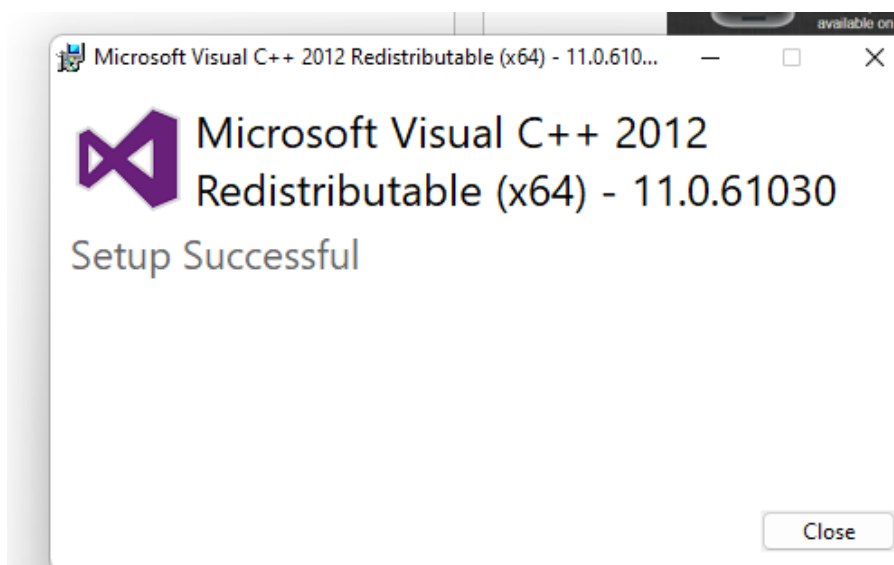 available on
Microsoft Visual C++ 2012 Redistributable (x64) - 11.0.610...
Microsoft Visual C++ 2012
Redistributable (x64) - 11.0.61030
Setup Successful
Close